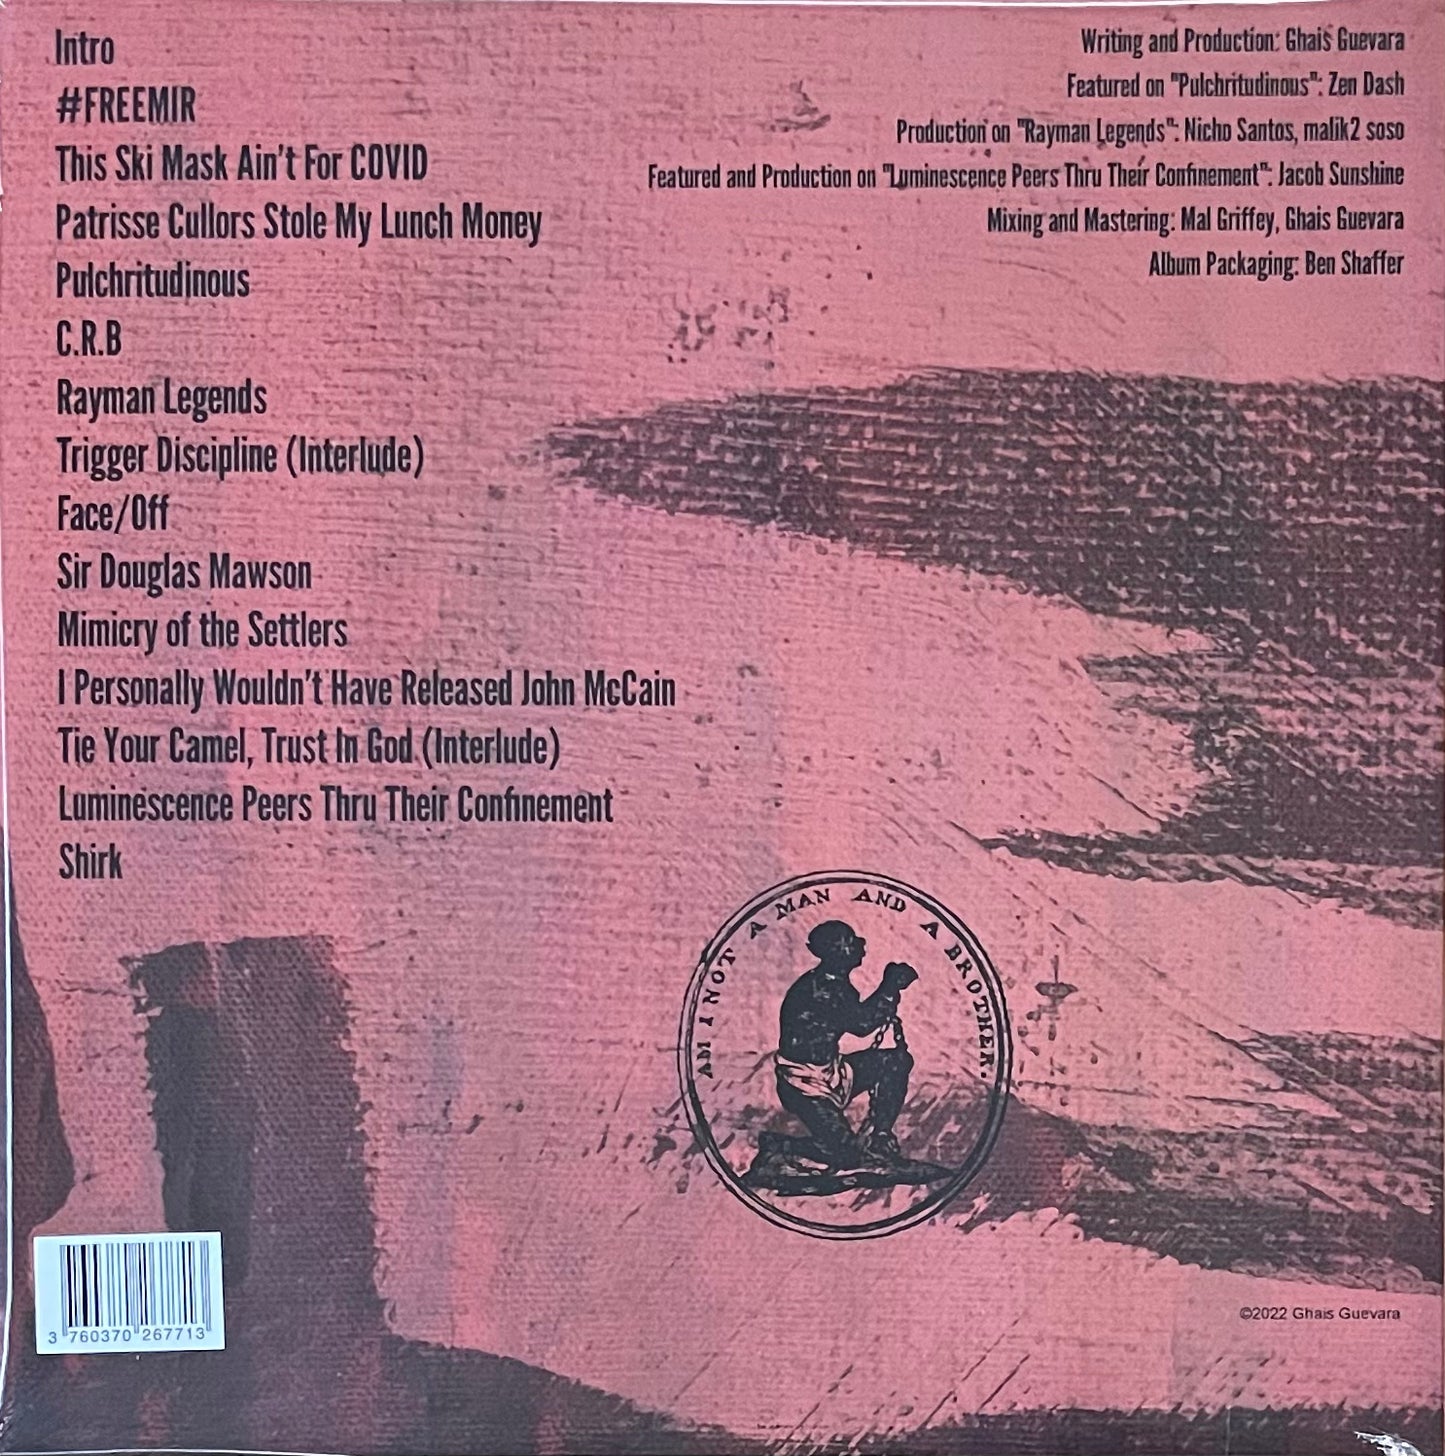 Intro
#FREEMIR
This Ski Mask Ain't For COVID
Patrisse Cullors Stole My Lunch Money
Pulchritudinous
C.R.B
Rayman Legends
Trigger Discipline (Interlude)
Face/Off
Sir Douglas Mawson
Mimicry of the Settlers
I Personally Wouldn't Have Released John McCain
Tie Your Camel, Trust In God (Interlude)
Luminescence Peers Thru Their Confinement
Shirk
Writing and Production: Ghais Guevara
Featured on "Pulchritudinous": Zen Dash
Production on "Rayman Legends": Nicho Santos, malik2 soso
Featured and Production on "Luminescence Peers Thru Their Confinement": Jacob Sunshine
Mixing and Mastering: Mal Griffey, Ghais Guevara
Album Packaging: Ben Shaffer
AM I NOT A MAN AND A BROTHER.
3 760370 267713
©2022 Ghais Guevara